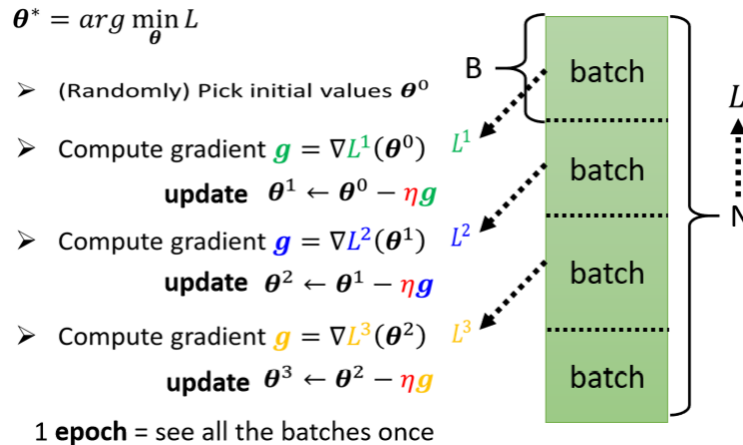 θ* = arg min_θ L
➢ (Randomly) Pick initial values θ⁰
➢ Compute gradient g = ∇L¹(θ⁰) L¹
update θ¹ ← θ⁰ − ηg
➢ Compute gradient g = ∇L²(θ¹) L²
update θ² ← θ¹ − ηg
➢ Compute gradient g = ∇L³(θ²) L³
update θ³ ← θ² − ηg
1 epoch = see all the batches once
B
batch
batch
batch
batch
L
N